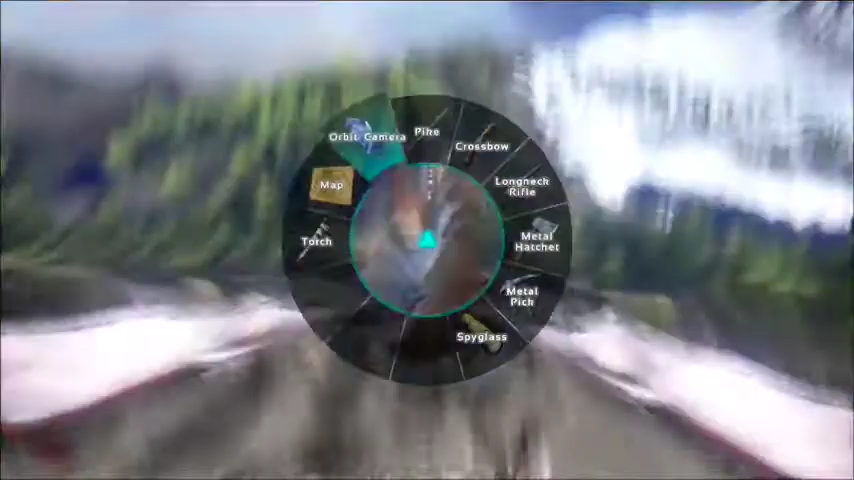 Orbit Camera
Pike
Crossbow
Longneck
Rifle
Map
Torch
Metal
Hatchet
Metal
Pick
Spyglass